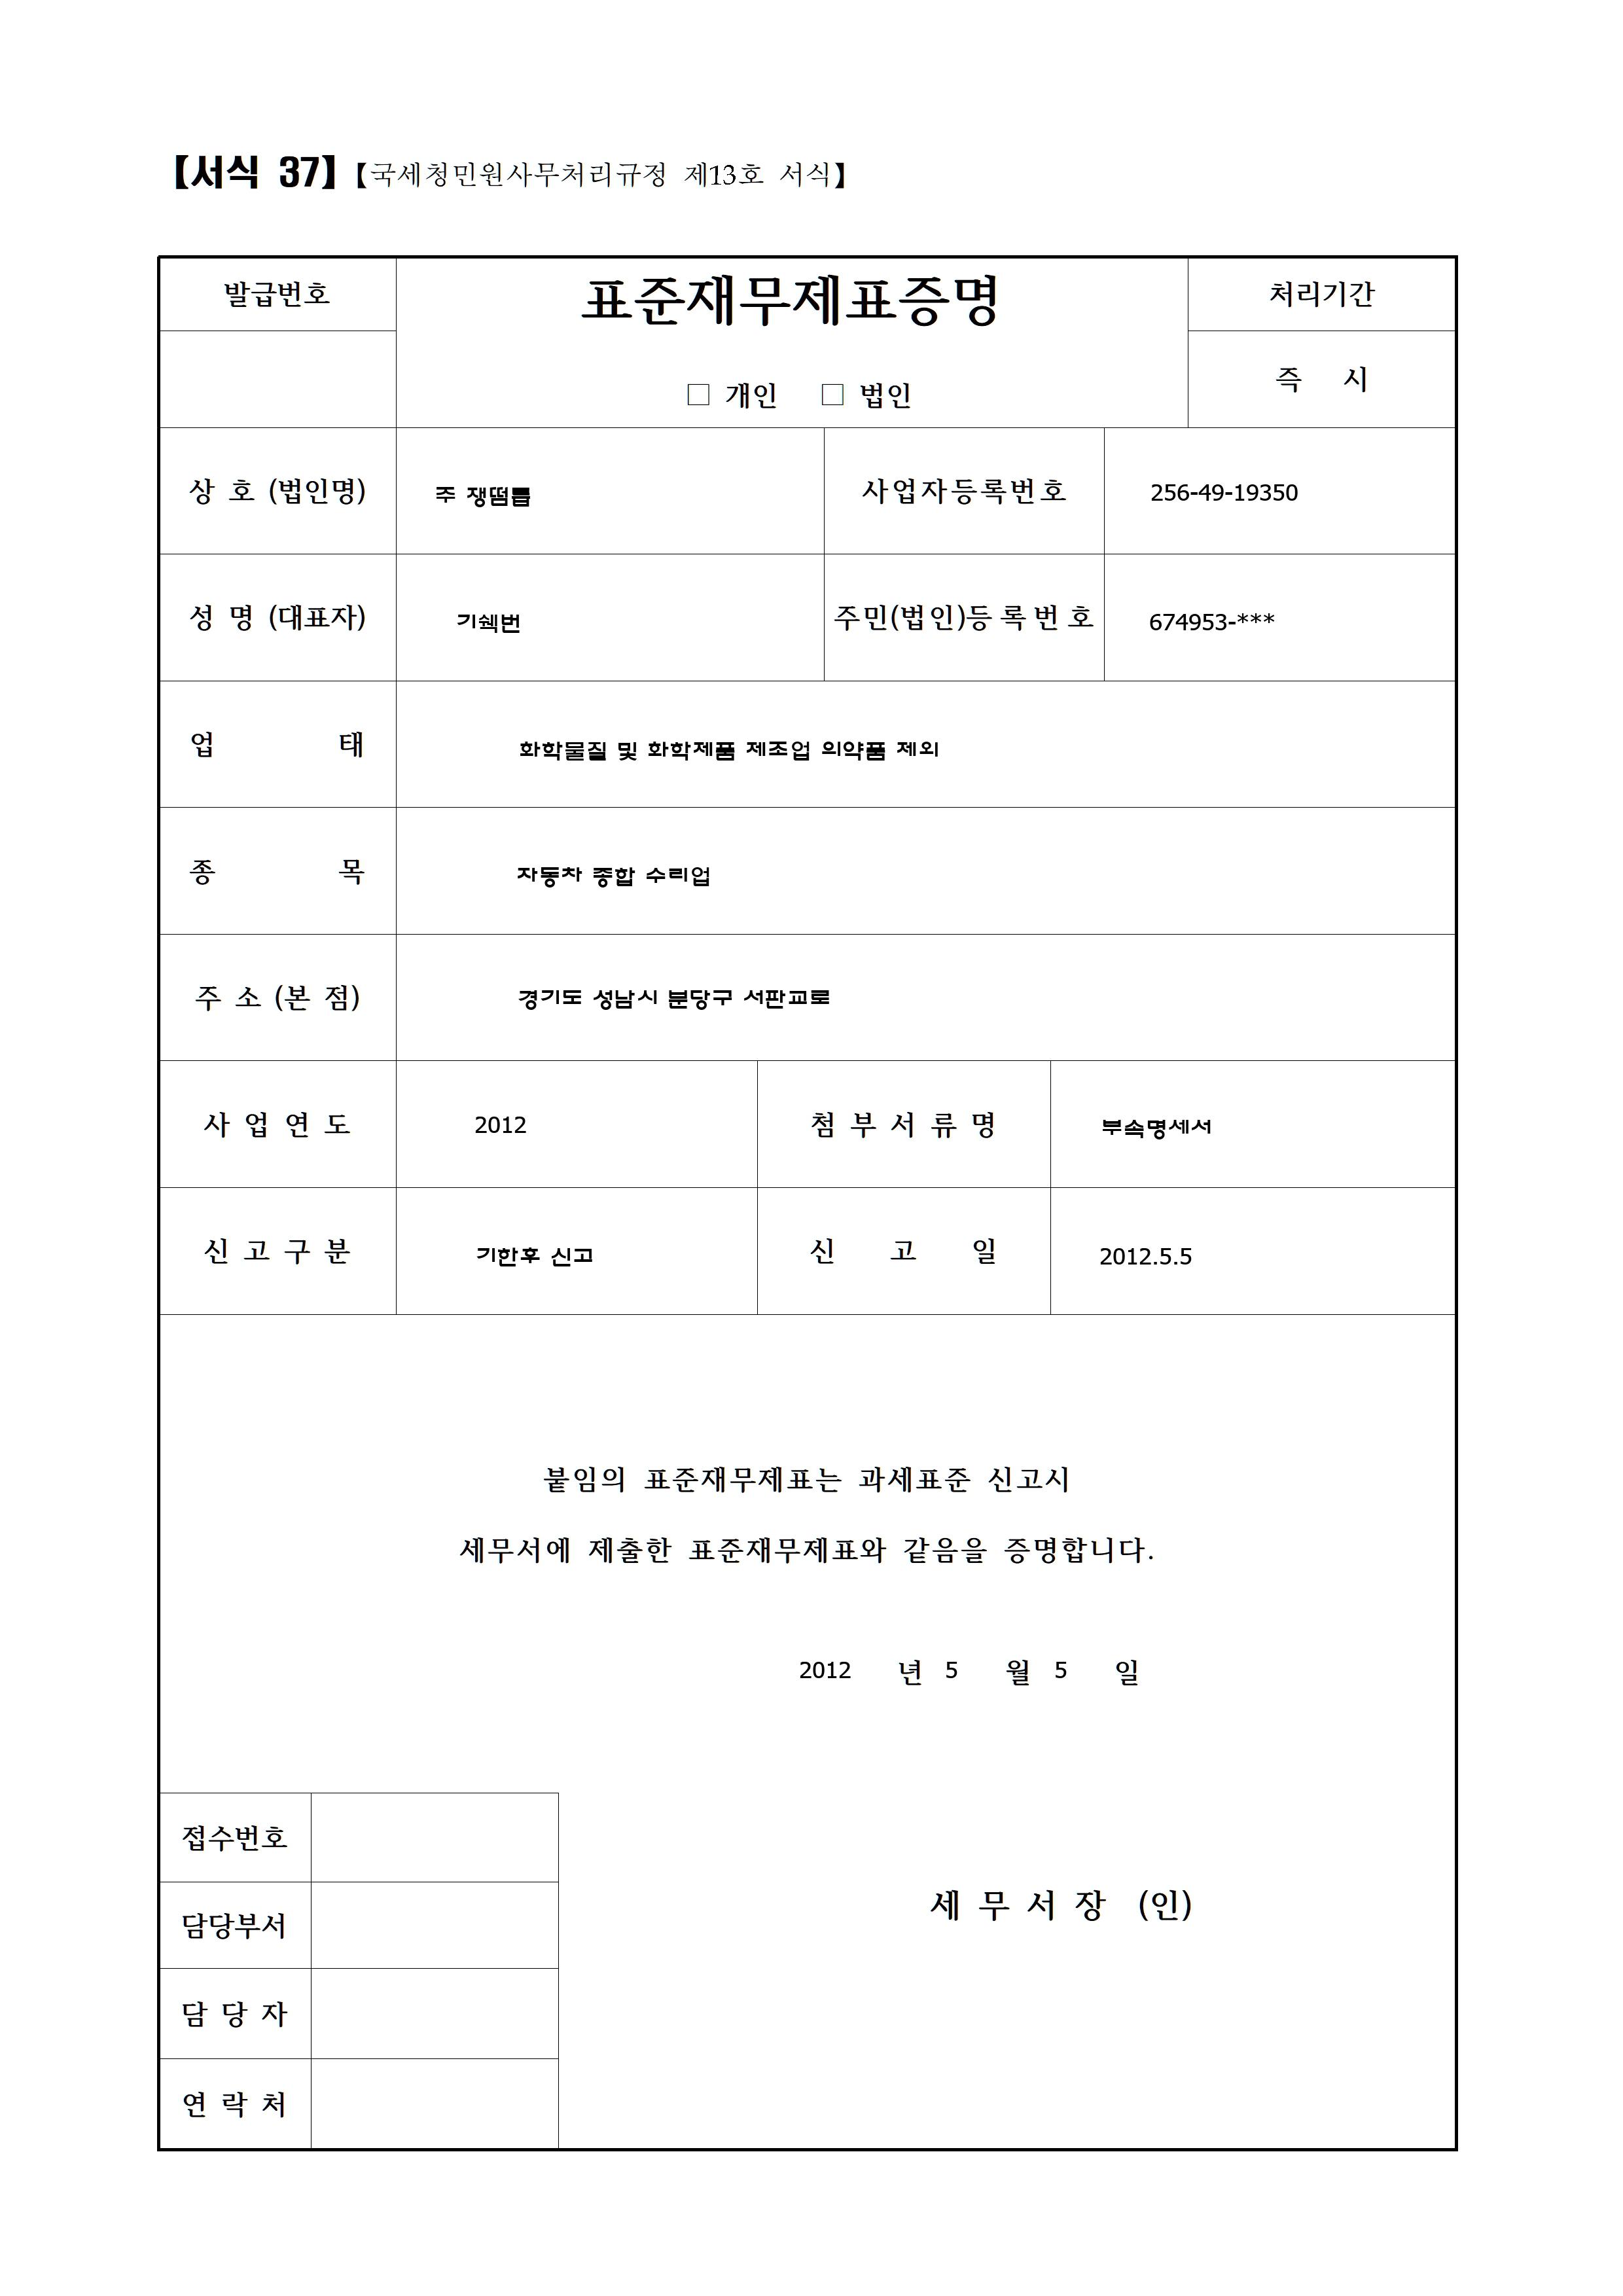 【서식 37】【국세청민원사무처리규정 제13호 서식】
발급번호
표준재무제표증명
처리기간
□ 개인 □ 법인
즉 시
상 호 (법인명) 주 쟁떰틉 사업자등록번호 256-49-19350
성 명 (대표자) 기쉑번 주민(법인)등록번호 674953-***
업 태 화학물질 및 화학제품 제조업 의약품 제외
종 목 자동차 종합 수리업
주 소 (본 점) 경기도 성남시 분당구 서판교로
사 업 연 도 2012 첨 부 서 류 명 부속명세서
신 고 구 분 기한후 신고 신 고 일 2012.5.5
붙임의 표준재무제표는 과세표준 신고시
세무서에 제출한 표준재무제표와 같음을 증명합니다.
2012 년 5 월 5 일
접수번호
담당부서
세 무 서 장 (인)
담 당 자
연 락 처